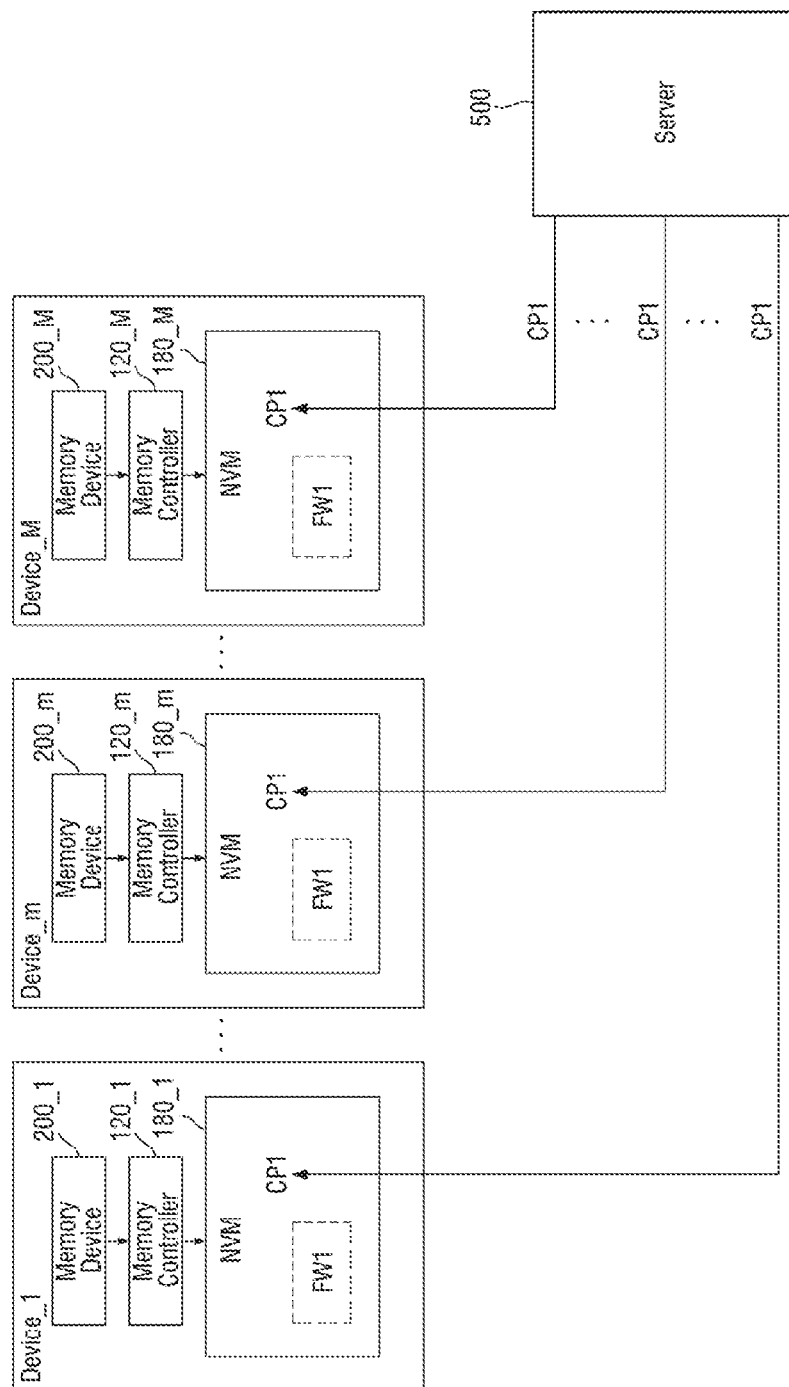 Device_1
Memory
Device
200_1
Memory
Controller
120_1
180_1
NVM
FW1
CP1
. . .
Device_m
Memory
Device
200_m
Memory
Controller
120_m
180_m
NVM
FW1
CP1
. . .
Device_M
Memory
Device
200_M
Memory
Controller
120_M
180_M
NVM
FW1
CP1
500
Server
CP1
. . .
CP1
. . .
CP1